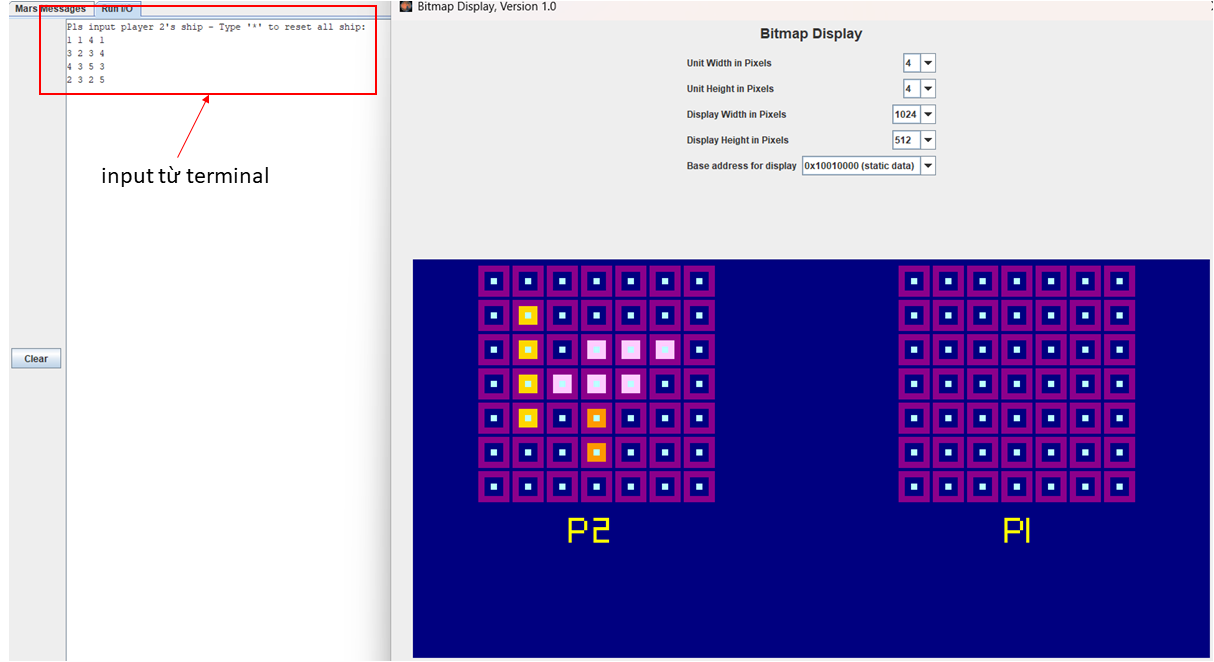 Mars Messages
Run I/O
Pls input player 2's ship - Type '*' to reset all ship:
1 1 4 1
3 2 3 4
4 3 5 3
2 3 2 5
input từ terminal
Clear
Bitmap Display, Version 1.0
Bitmap Display
Unit Width in Pixels 4
Unit Height in Pixels 4
Display Width in Pixels 1024
Display Height in Pixels 512
Base address for display 0x10010000 (static data)
P2
P1